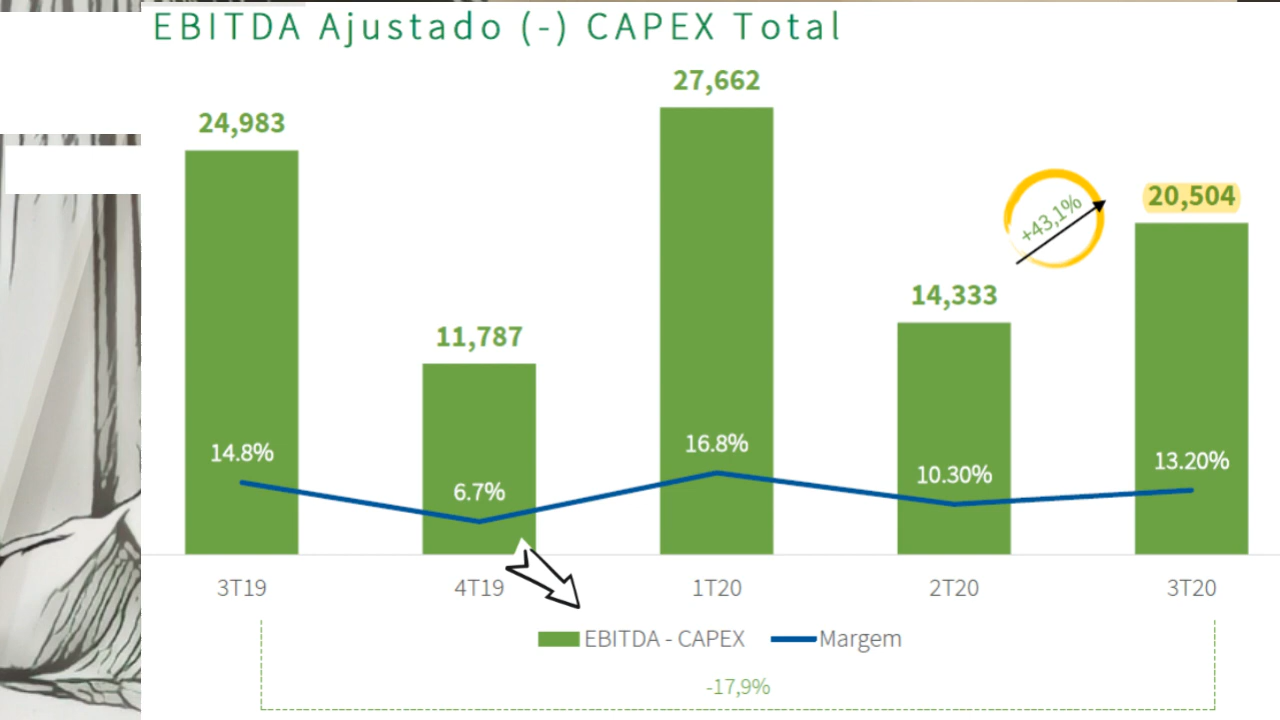 EBITDA Ajustado (-) CAPEX Total
27,662
24,983
20,504
+43,1%
14,333
11,787
14.8%
6.7%
16.8%
10.30%
13.20%
3T19
4T19
1T20
2T20
3T20
EBITDA - CAPEX
Margem
-17,9%